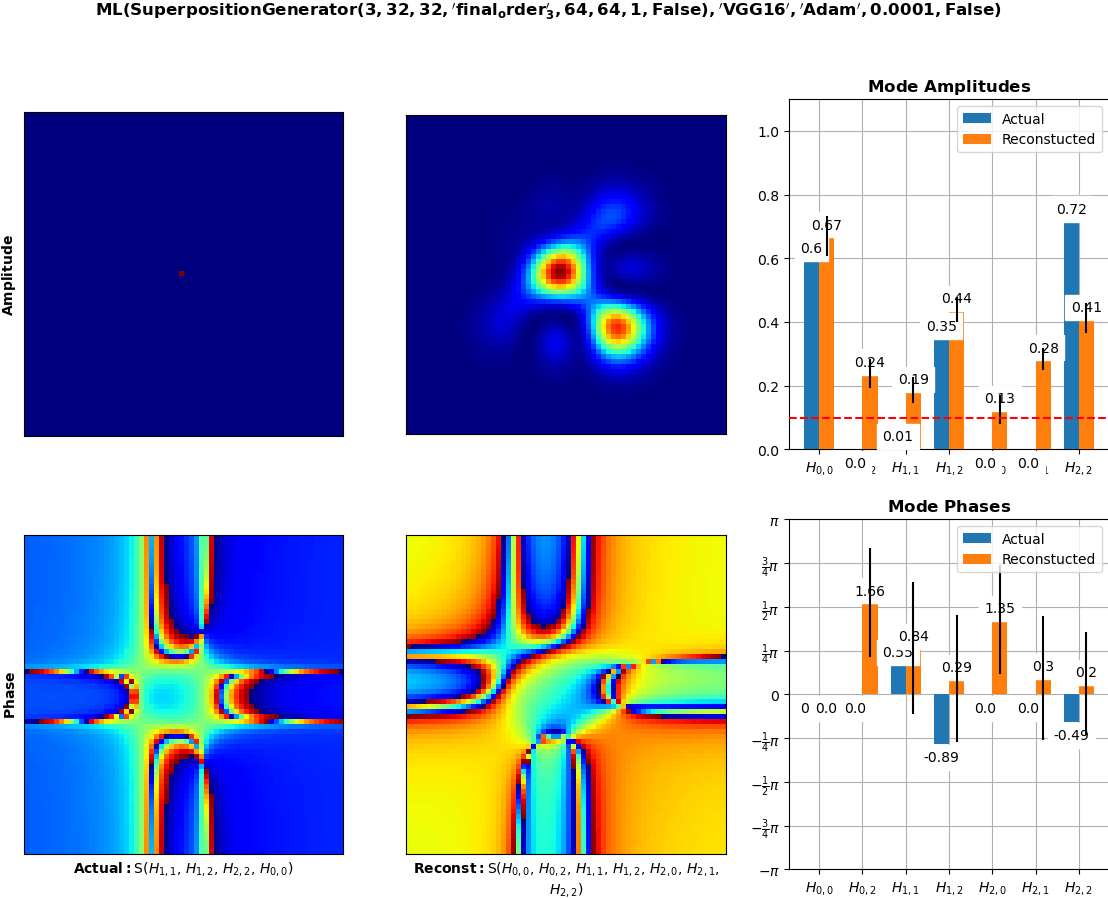 ML(SuperpositionGenerator(3, 32, 32, ′final_order_3′, 64, 64, 1, False), ′VGG16′, ′Adam′, 0.0001, False)
Amplitude
Mode Amplitudes
Actual
Reconstucted
1.0
0.8
0.6
0.4
0.2
0.0
0.6
0.67
0.0
0.24
0.01
0.19
0.35
0.44
0.0
0.13
0.0
0.28
0.72
0.41
H0,0 2 H1,1 H1,2 0 1 H2,2
Phase
Actual: S(H1,1, H1,2, H2,2, H0,0)
Reconst: S(H0,0, H0,2, H1,1, H1,2, H2,0, H2,1,
H2,2)
Mode Phases
Actual
Reconstucted
π
3/4π
1/2π
1/4π
0
−1/4π
−1/2π
−3/4π
−π
0
0.0
0.0
1.66
0.55
-0.89
0.29
0.0
1.35
0.0
0.3
-0.49
0.2
H0,0 H0,2 H1,1 H1,2 H2,0 H2,1 H2,2